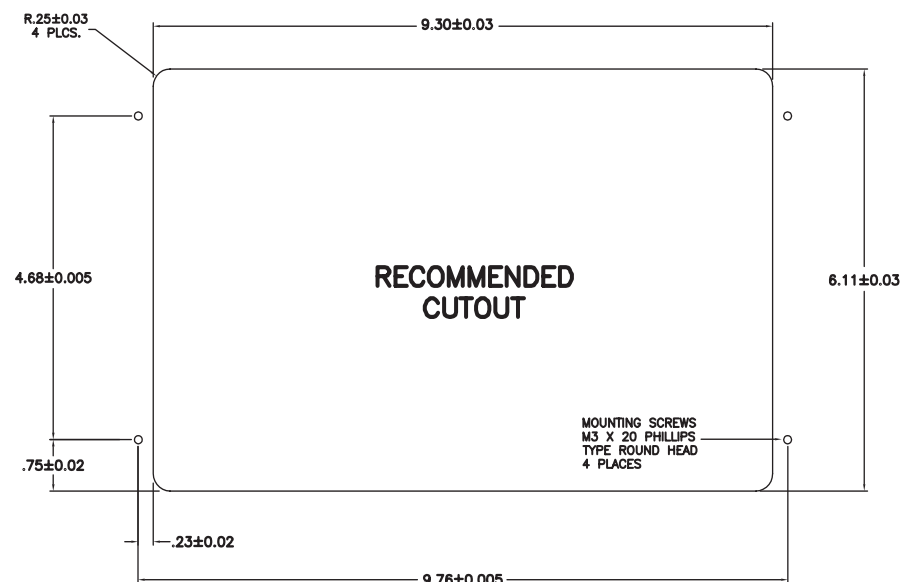 R.25±0.03
4 PLCS.
9.30±0.03
4.68±0.005
RECOMMENDED
CUTOUT
6.11±0.03
MOUNTING SCREWS
M3 X 20 PHILLIPS
TYPE ROUND HEAD
4 PLACES
.75±0.02
.23±0.02
9.76±0.005